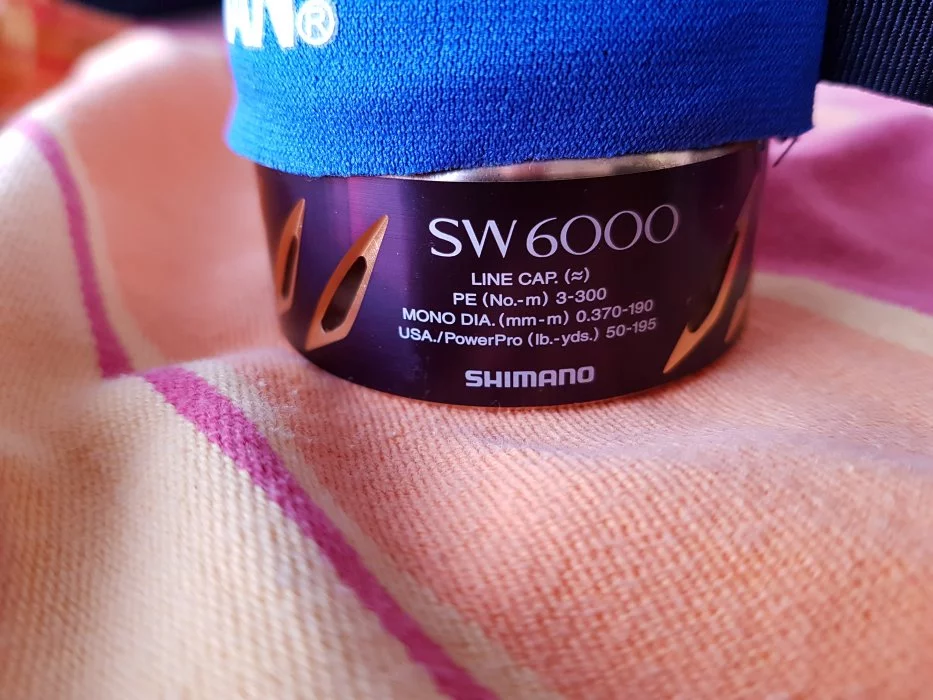 ®
SW 6000
LINE CAP. (≈)
PE (No.-m) 3-300
MONO DIA. (mm-m) 0.370-190
USA./PowerPro (lb.-yds.) 50-195
SHIMANO